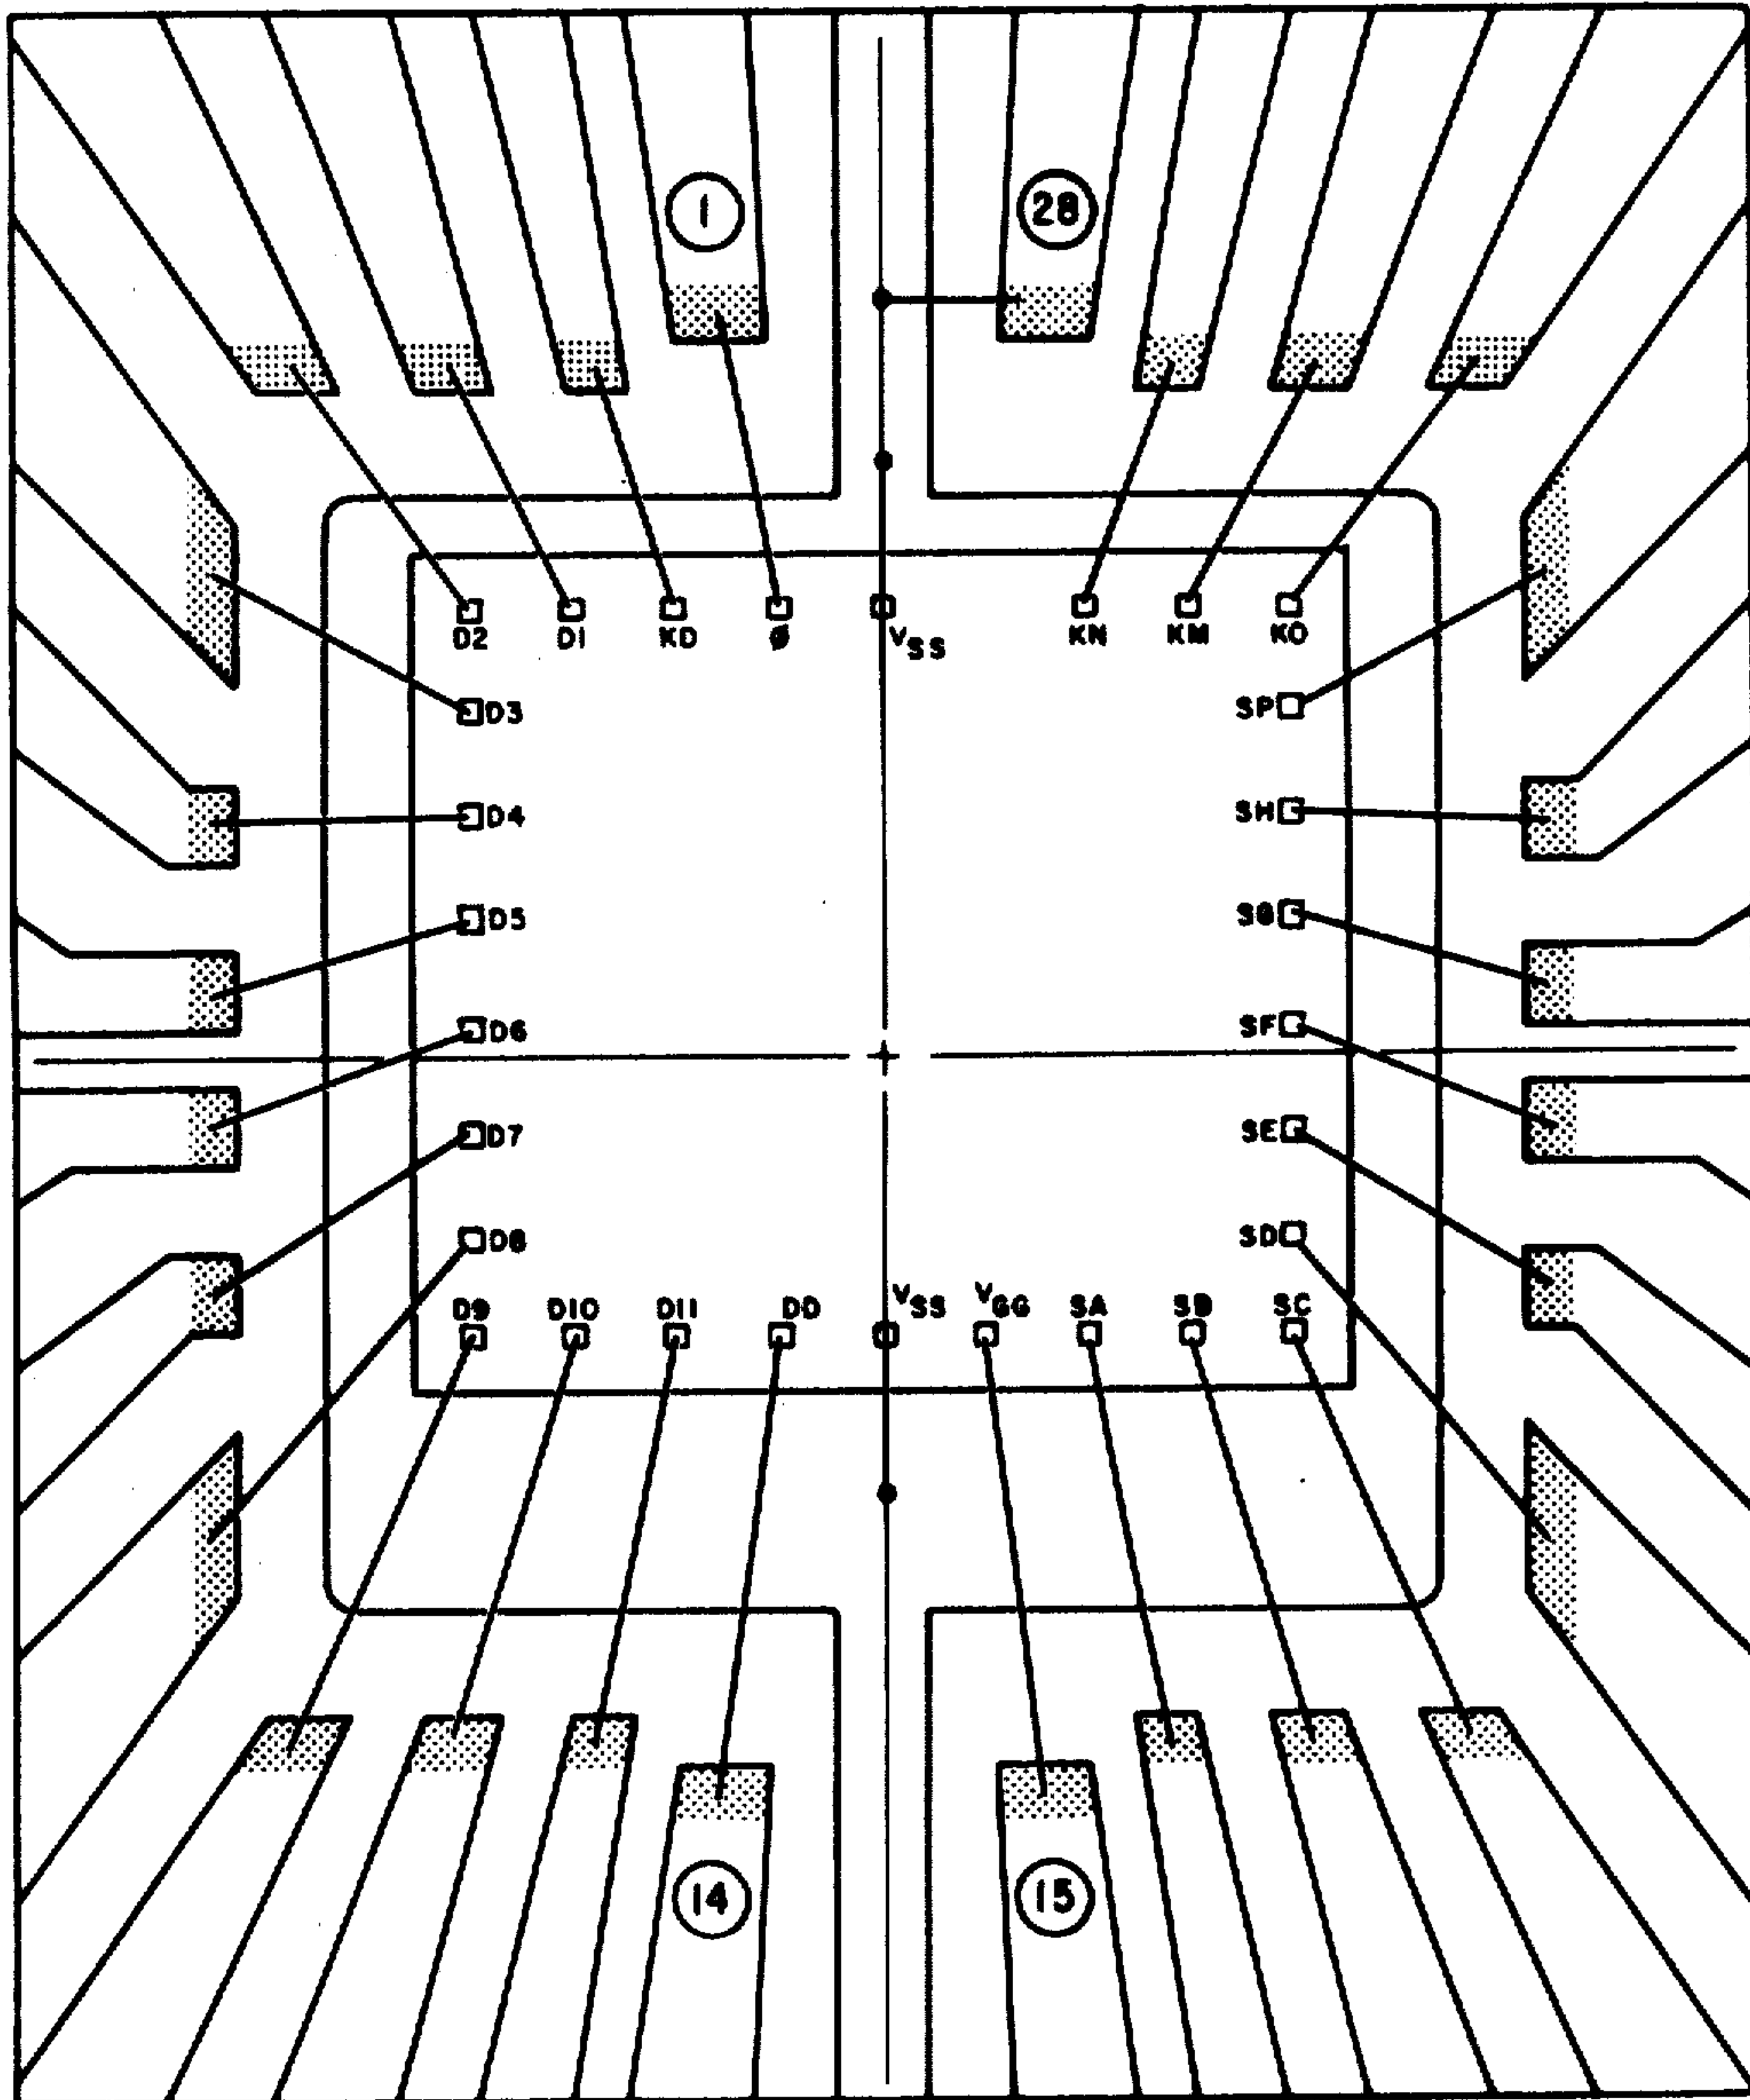 1 28
D2 D1 KD Ø VSS KN KM KO
D3 SP
D4 SH
D5 SG
D6 SF
D7 SE
D8 SD
D9 D10 D11 DD VSS VGG SA SB SC
14 15